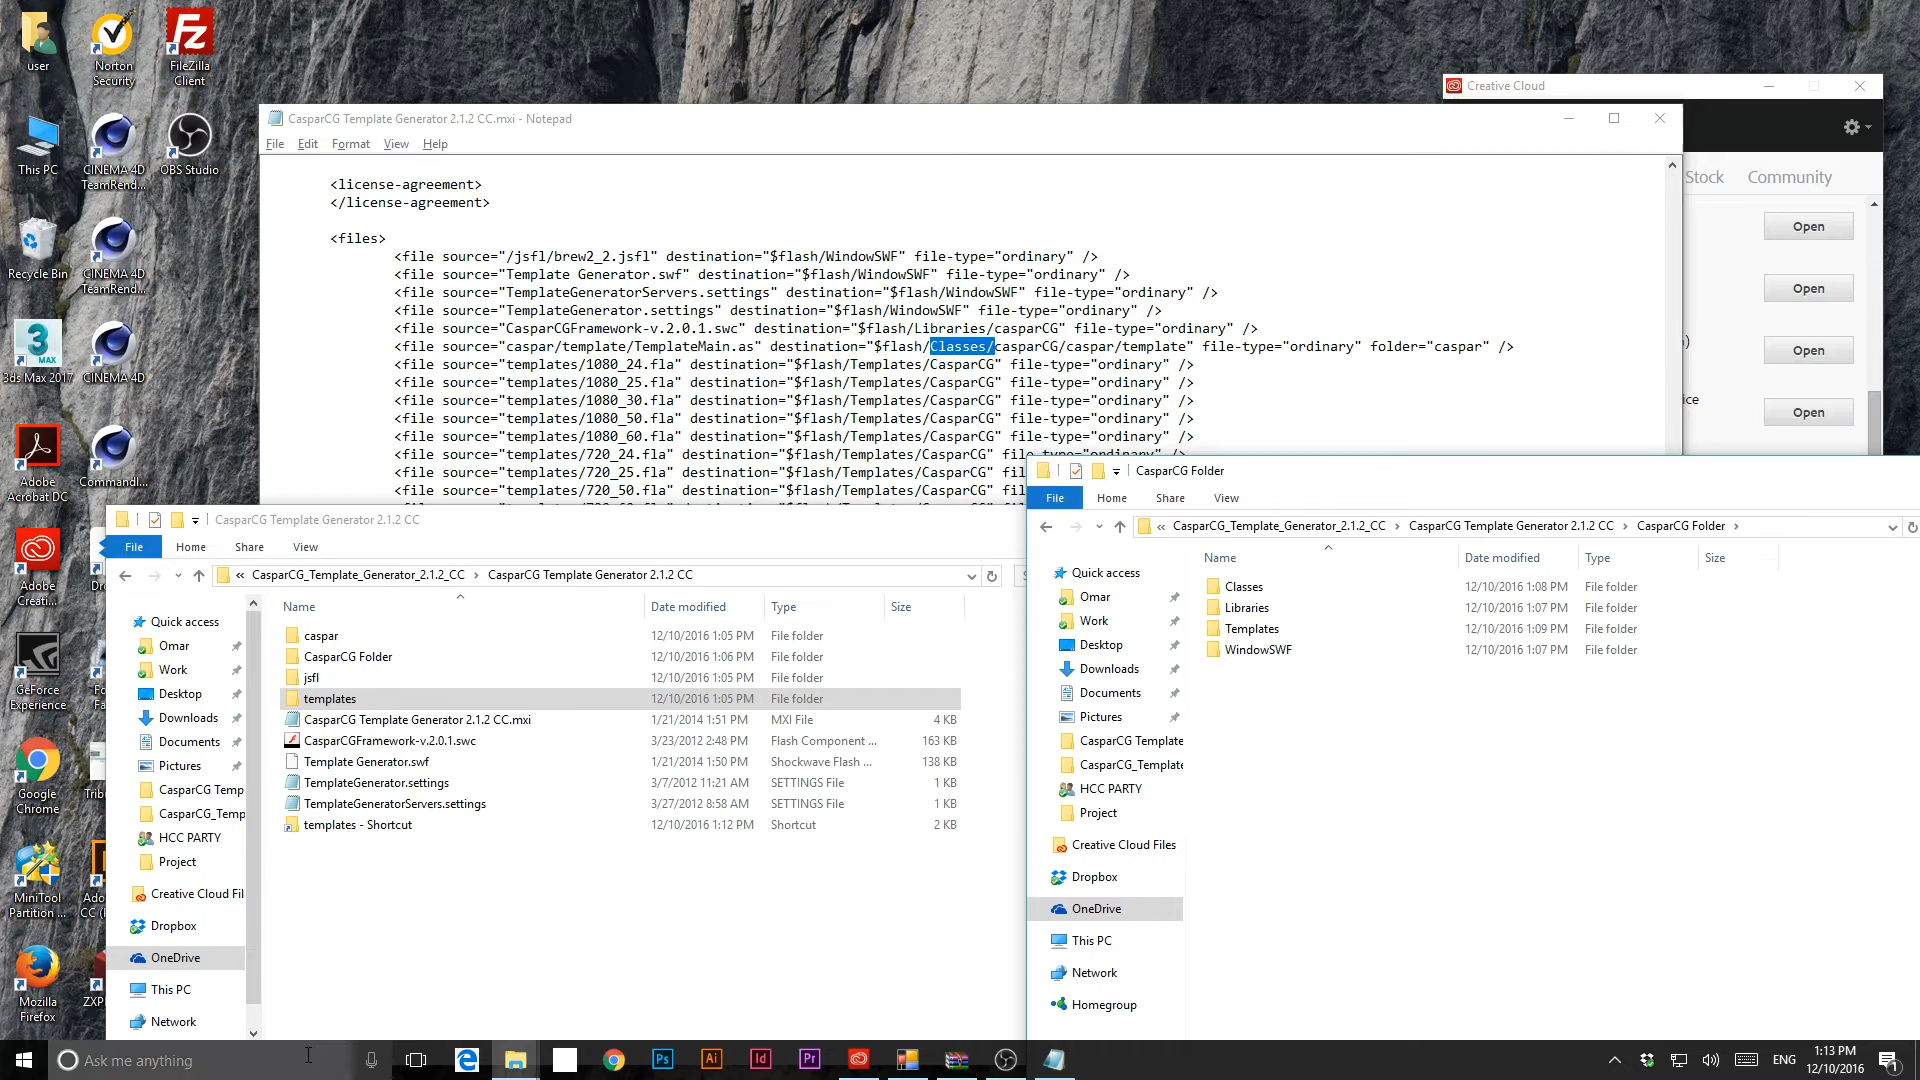 user
Norton
Security
FileZilla
Client
This PC
CINEMA 4D
TeamRend...
OBS Studio
Recycle Bin
CINEMA 4D
TeamRend...
3ds Max 2017
CINEMA 4D
Adobe
Acrobat DC
Commandl...
Adobe
Creati...
GeForce
Experience
Google
Chrome
MiniTool
Partition ...
Mozilla
Firefox
Creative Cloud
Stock
Community
Open
Open
Open
ice
Open
CasparCG Template Generator 2.1.2 CC.mxi - Notepad
File Edit Format View Help
<license-agreement>
</license-agreement>
<files>
<file source="/jsfl/brew2_2.jsfl" destination="$flash/WindowSWF" file-type="ordinary" />
<file source="Template Generator.swf" destination="$flash/WindowSWF" file-type="ordinary" />
<file source="TemplateGeneratorServers.settings" destination="$flash/WindowSWF" file-type="ordinary" />
<file source="TemplateGenerator.settings" destination="$flash/WindowSWF" file-type="ordinary" />
<file source="CasparCGFramework-v.2.0.1.swc" destination="$flash/Libraries/casparCG" file-type="ordinary" />
<file source="caspar/template/TemplateMain.as" destination="$flash/Classes/casparCG/caspar/template" file-type="ordinary" folder="caspar" />
<file source="templates/1080_24.fla" destination="$flash/Templates/CasparCG" file-type="ordinary" />
<file source="templates/1080_25.fla" destination="$flash/Templates/CasparCG" file-type="ordinary" />
<file source="templates/1080_30.fla" destination="$flash/Templates/CasparCG" file-type="ordinary" />
<file source="templates/1080_50.fla" destination="$flash/Templates/CasparCG" file-type="ordinary" />
<file source="templates/1080_60.fla" destination="$flash/Templates/CasparCG" file-type="ordinary" />
<file source="templates/720_24.fla" destination="$flash/Templates/CasparCG" file-type="ordinary" />
<file source="templates/720_25.fla" destination="$flash/Templates/CasparCG" fil
<file source="templates/720_50.fla" destination="$flash/Templates/CasparCG" fil
CasparCG Template Generator 2.1.2 CC
File Home Share View
« CasparCG_Template_Generator_2.1.2_CC › CasparCG Template Generator 2.1.2 CC
Name Date modified Type Size
Quick access
Omar
Work
Desktop
Downloads
Documents
Pictures
CasparCG Temp
CasparCG_Temp
HCC PARTY
Project
Creative Cloud Fil
Dropbox
OneDrive
This PC
Network
caspar 12/10/2016 1:05 PM File folder
CasparCG Folder 12/10/2016 1:06 PM File folder
jsfl 12/10/2016 1:05 PM File folder
templates 12/10/2016 1:05 PM File folder
CasparCG Template Generator 2.1.2 CC.mxi 1/21/2014 1:51 PM MXI File 4 KB
CasparCGFramework-v.2.0.1.swc 3/23/2012 2:48 PM Flash Component ... 163 KB
Template Generator.swf 1/21/2014 1:50 PM Shockwave Flash ... 138 KB
TemplateGenerator.settings 3/7/2012 11:21 AM SETTINGS File 1 KB
TemplateGeneratorServers.settings 3/27/2012 8:58 AM SETTINGS File 1 KB
templates - Shortcut 12/10/2016 1:12 PM Shortcut 2 KB
CasparCG Folder
File Home Share View
« CasparCG_Template_Generator_2.1.2_CC › CasparCG Template Generator 2.1.2 CC › CasparCG Folder ›
Name Date modified Type Size
Quick access
Omar
Work
Desktop
Downloads
Documents
Pictures
CasparCG Template
CasparCG_Template
HCC PARTY
Project
Creative Cloud Files
Dropbox
OneDrive
This PC
Network
Homegroup
Classes 12/10/2016 1:08 PM File folder
Libraries 12/10/2016 1:07 PM File folder
Templates 12/10/2016 1:09 PM File folder
WindowSWF 12/10/2016 1:07 PM File folder
Ask me anything
Ps
Ai
Id
Pr
ENG
1:13 PM
12/10/2016